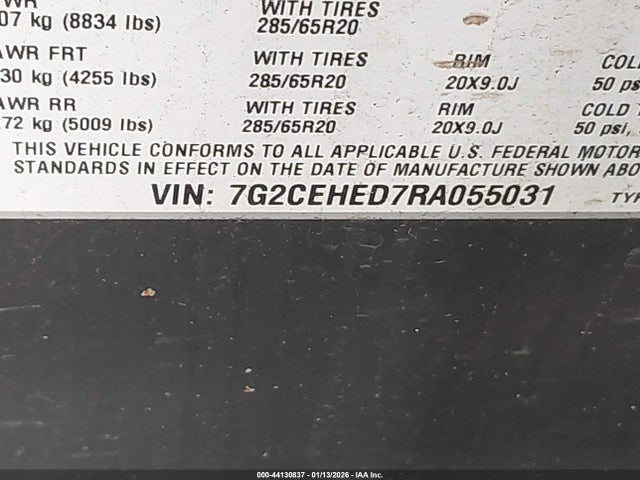 WR WITH TIRES
07 kg (8834 lbs) 285/65R20
AWR FRT WITH TIRES RIM COLD
30 kg (4255 lbs) 285/65R20 20X9.0J 50 psi
AWR RR WITH TIRES RIM COLD
72 kg (5009 lbs) 285/65R20 20X9.0J 50 psi,
THIS VEHICLE CONFORMS TO ALL APPLICABLE U.S. FEDERAL MOTOR
STANDARDS IN EFFECT ON THE DATE OF MANUFACTURE SHOWN ABO
VIN: 7G2CEHED7RA055031 TYP
000-44130837 - 01/13/2026 - IAA Inc.